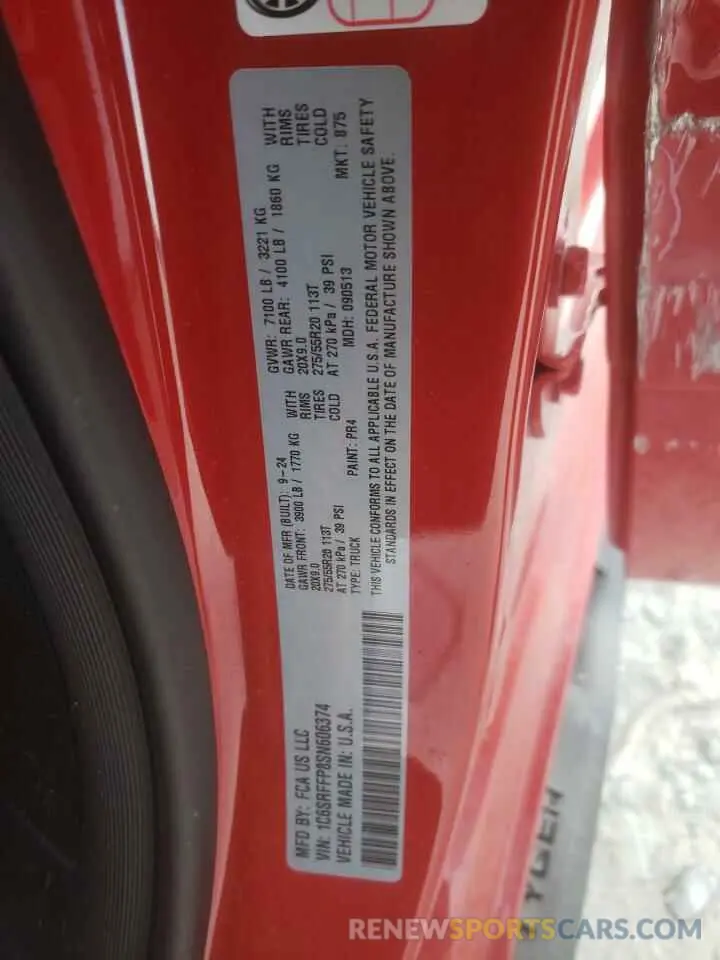 MFD BY: FCA US LLC
VIN: 1C6SRFFP8SN606374
VEHICLE MADE IN: U.S.A.
DATE OF MFR (BUILT): 9-24
GAWR FRONT: 3900 LB / 1770 KG WITH
20X9.0 RIMS
275/55R20 113T TIRES
AT 270 kPa / 39 PSI COLD
TYPE: TRUCK PAINT: PR4
GVWR: 7100 LB / 3221 KG
GAWR REAR: 4100 LB / 1860 KG WITH
20X9.0 RIMS
275/55R20 113T TIRES
AT 270 kPa / 39 PSI COLD
MDH: 090513 MKT: 875
THIS VEHICLE CONFORMS TO ALL APPLICABLE U.S.A. FEDERAL MOTOR VEHICLE SAFETY
STANDARDS IN EFFECT ON THE DATE OF MANUFACTURE SHOWN ABOVE.
RENEWSPORTSCARS.COM